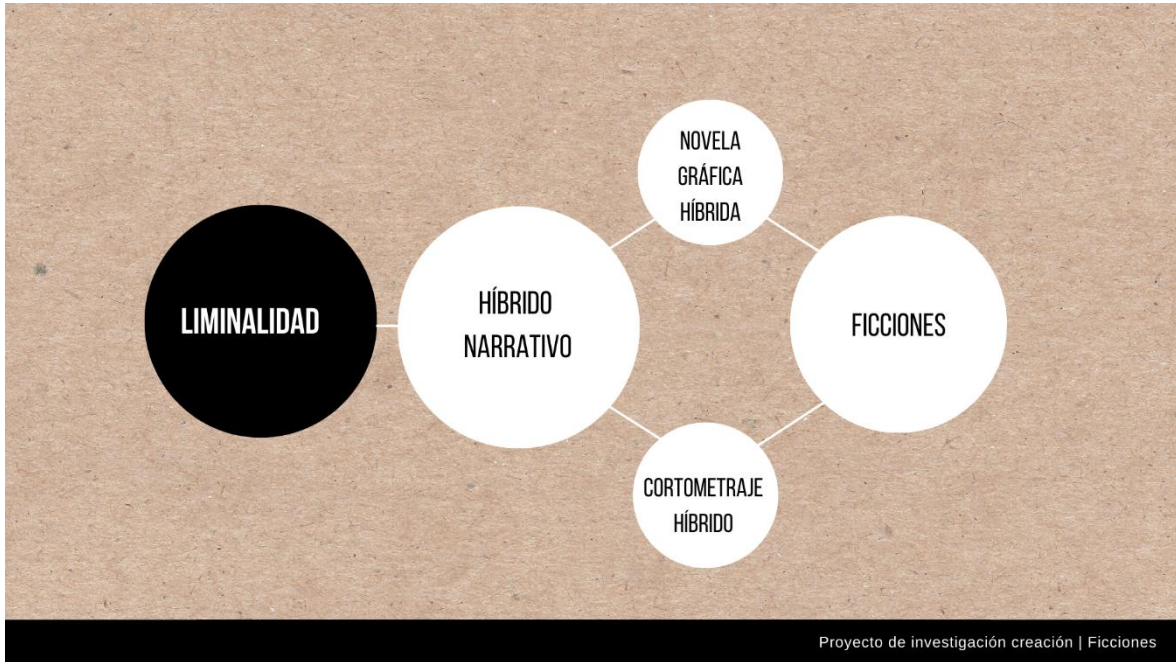 LIMINALIDAD
HÍBRIDO
NARRATIVO
NOVELA
GRÁFICA
HÍBRIDA
CORTOMETRAJE
HÍBRIDO
FICCIONES
Proyecto de investigación creación | Ficciones